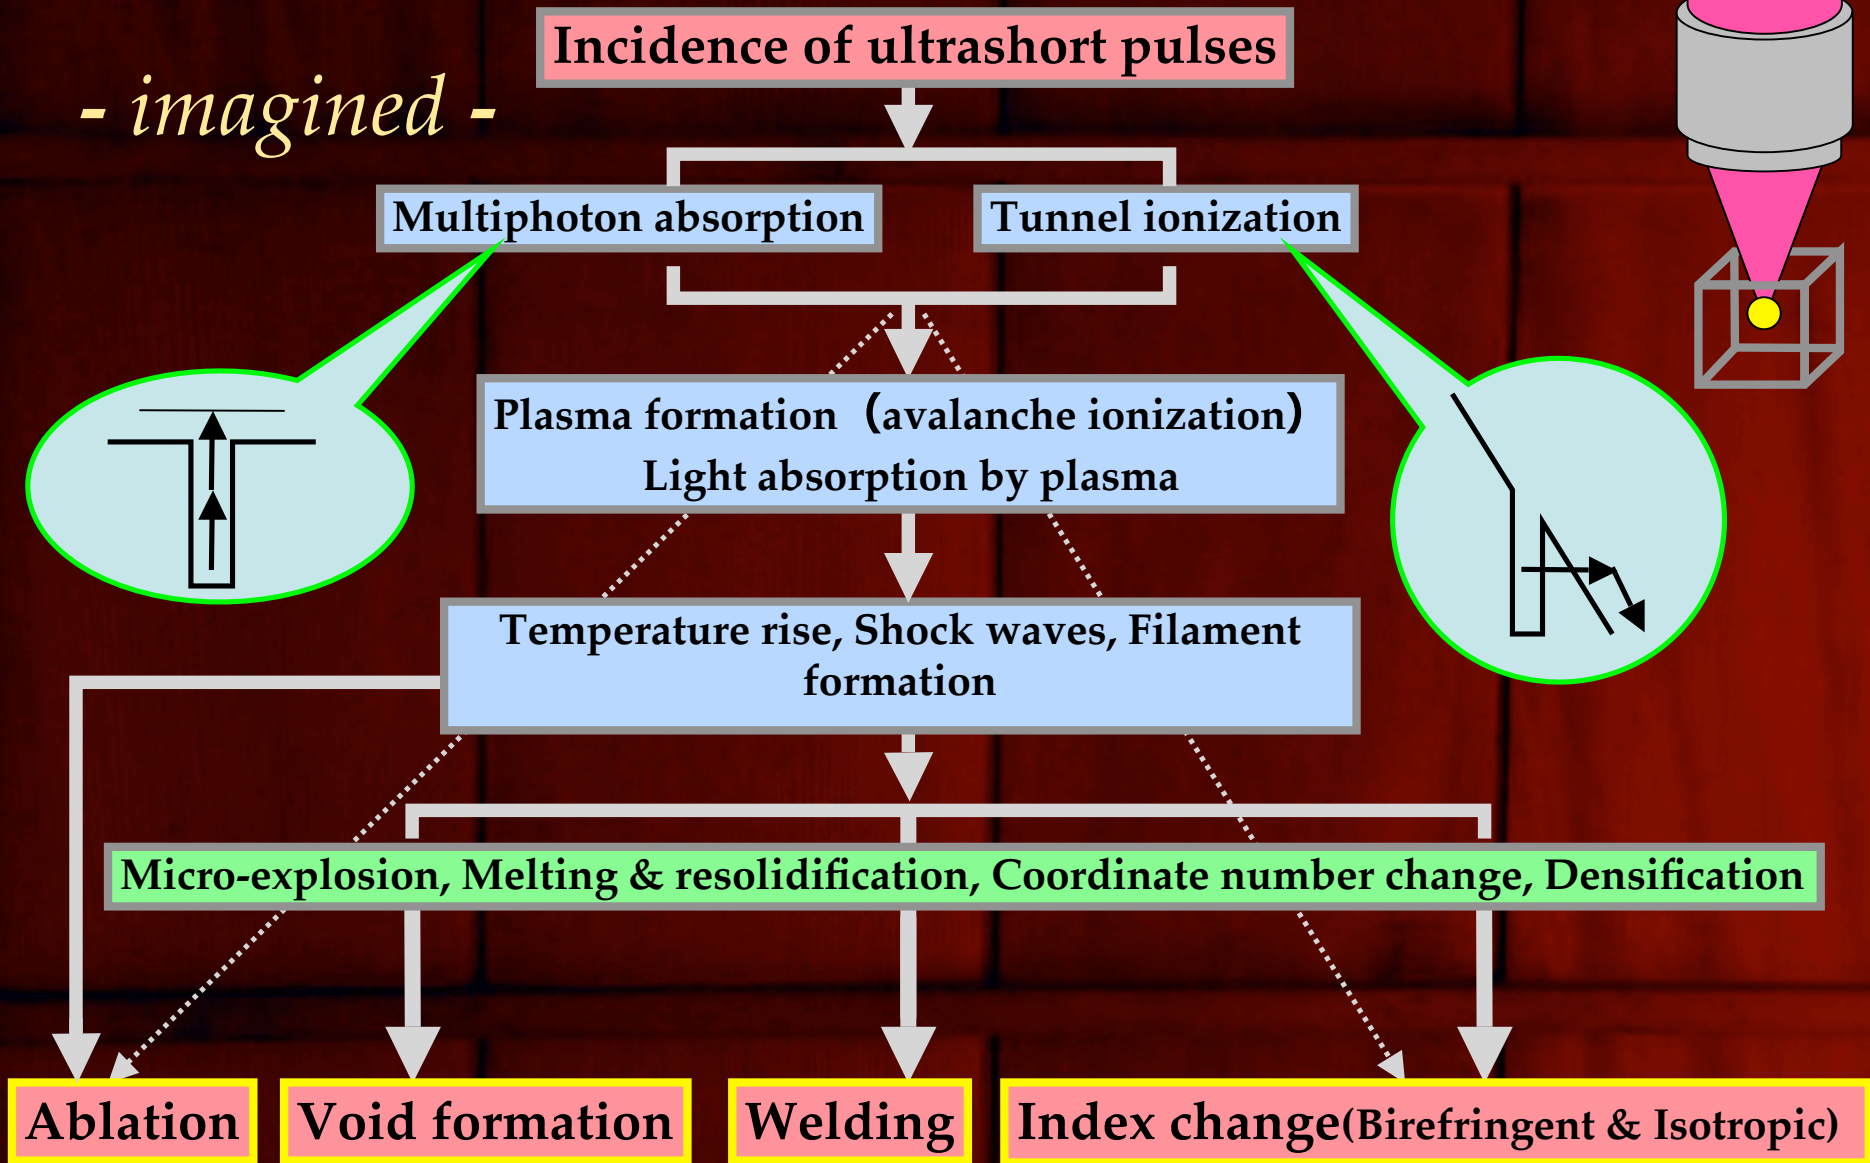 Incidence of ultrashort pulses
- imagined -
Multiphoton absorption
Tunnel ionization
Plasma formation (avalanche ionization)
Light absorption by plasma
Temperature rise, Shock waves, Filament
formation
Micro-explosion, Melting & resolidification, Coordinate number change, Densification
Ablation
Void formation
Welding
Index change(Birefringent & Isotropic)